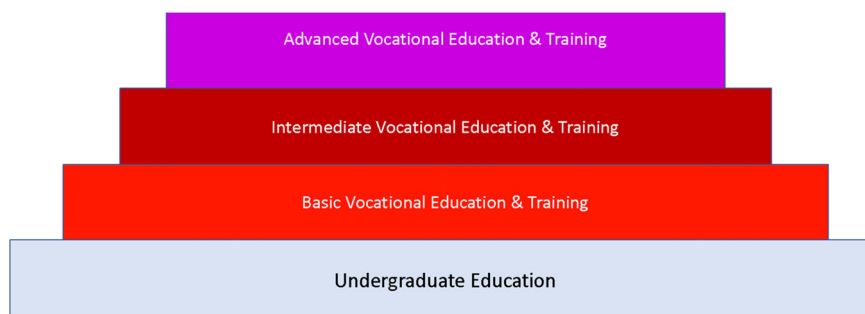 Advanced Vocational Education & Training
Intermediate Vocational Education & Training
Basic Vocational Education & Training
Undergraduate Education